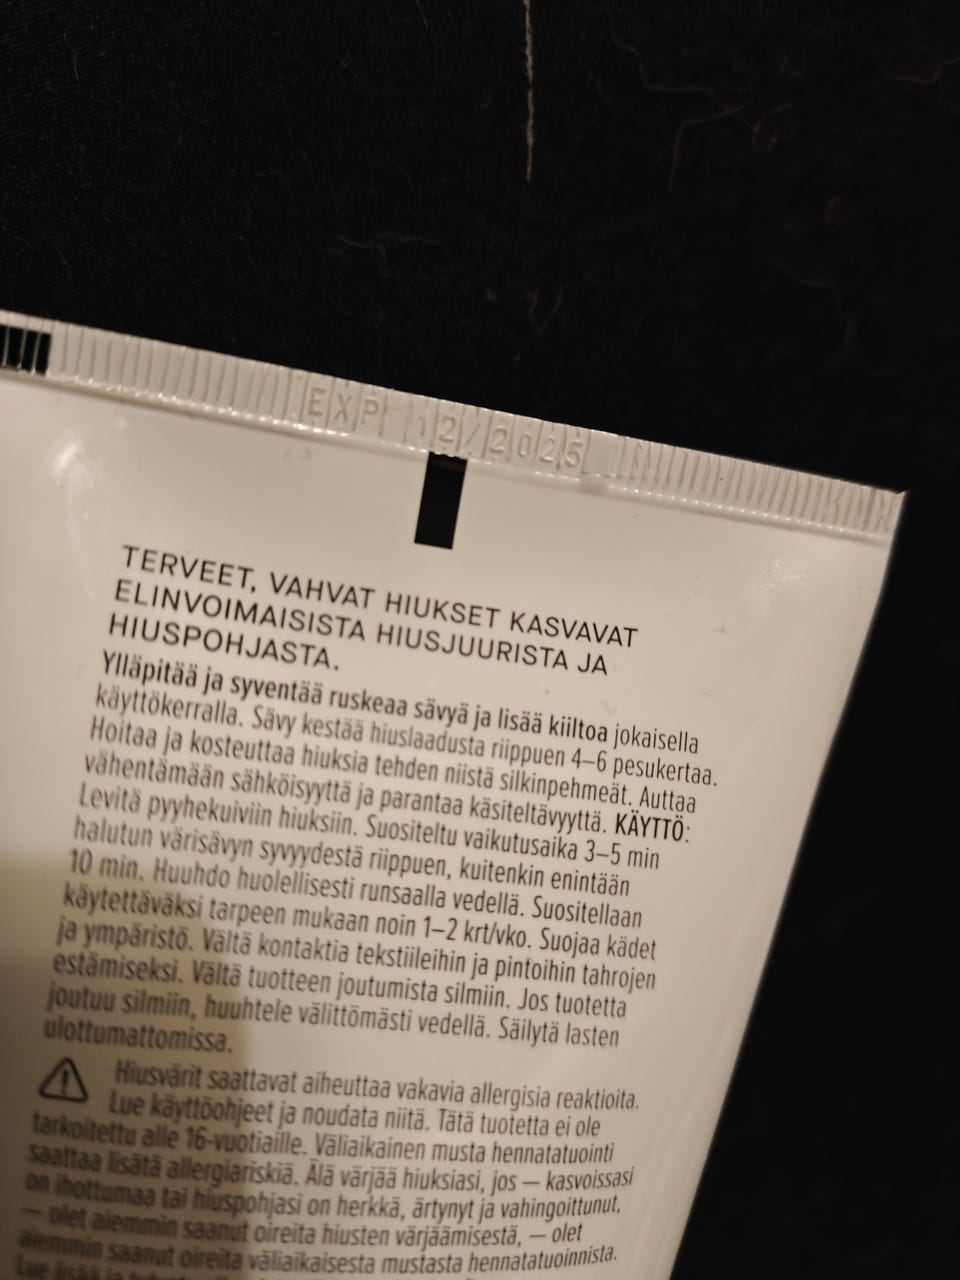 EXP 12/2025
TERVEET, VAHVAT HIUKSET KASVAVAT
ELINVOIMAISISTA HIUSJUURISTA JA
HIUSPOHJASTA.
Ylläpitää ja syventää ruskeaa sävyä ja lisää kiiltoa jokaisella
käyttökerralla. Sävy kestää hiuslaadusta riippuen 4–6 pesukertaa.
Hoitaa ja kosteuttaa hiuksia tehden niistä silkinpehmeät. Auttaa
vähentämään sähköisyyttä ja parantaa käsiteltävyyttä. KÄYTTÖ:
Levitä pyyhekuiviin hiuksiin. Suositeltu vaikutusaika 3–5 min
halutun värisävyn syvyydestä riippuen, kuitenkin enintään
10 min. Huuhdo huolellisesti runsaalla vedellä. Suositellaan
käytettäväksi tarpeen mukaan noin 1–2 krt/vko. Suojaa kädet
ja ympäristö. Vältä kontaktia tekstiileihin ja pintoihin tahrojen
estämiseksi. Vältä tuotteen joutumista silmiin. Jos tuotetta
joutuu silmiin, huuhtele välittömästi vedellä. Säilytä lasten
ulottumattomissa.
Hiusvärit saattavat aiheuttaa vakavia allergisia reaktioita.
Lue käyttöohjeet ja noudata niitä. Tätä tuotetta ei ole
tarkoitettu alle 16-vuotiaille. Väliaikainen musta hennatatuointi
saattaa lisätä allergiariskiä. Älä värjää hiuksiasi, jos — kasvoissasi
on ihottumaa tai hiuspohjasi on herkkä, ärtynyt ja vahingoittunut,
— olet aiemmin saanut oireita hiusten värjäämisestä, — olet
aiemmin saanut oireita väliaikaisesta mustasta hennatatuoinnista.
Lue lisää ja